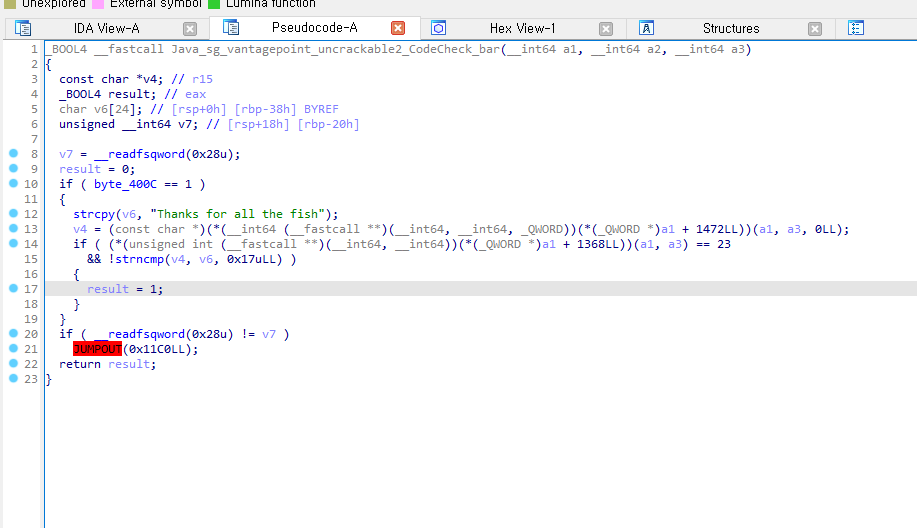 Unexplored External symbol Lumina function
IDA View-A Pseudocode-A Hex View-1 Structures
1 _BOOL4 __fastcall Java_sg_vantagepoint_uncrackable2_CodeCheck_bar(__int64 a1, __int64 a2, __int64 a3)
2 {
3   const char *v4; // r15
4   _BOOL4 result; // eax
5   char v6[24]; // [rsp+0h] [rbp-38h] BYREF
6   unsigned __int64 v7; // [rsp+18h] [rbp-20h]
7
8   v7 = __readfsqword(0x28u);
9   result = 0;
10   if ( byte_400C == 1 )
11   {
12     strcpy(v6, "Thanks for all the fish");
13     v4 = (const char *)(*(__int64 (__fastcall **)(__int64, __int64, _QWORD))(*(_QWORD *)a1 + 1472LL))(a1, a3, 0LL);
14     if ( (*(unsigned int (__fastcall **)(__int64, __int64))(*(_QWORD *)a1 + 1368LL))(a1, a3) == 23
15       && !strncmp(v4, v6, 0x17uLL) )
16     {
17       result = 1;
18     }
19   }
20   if ( __readfsqword(0x28u) != v7 )
21     JUMPOUT(0x11C0LL);
22   return result;
23 }